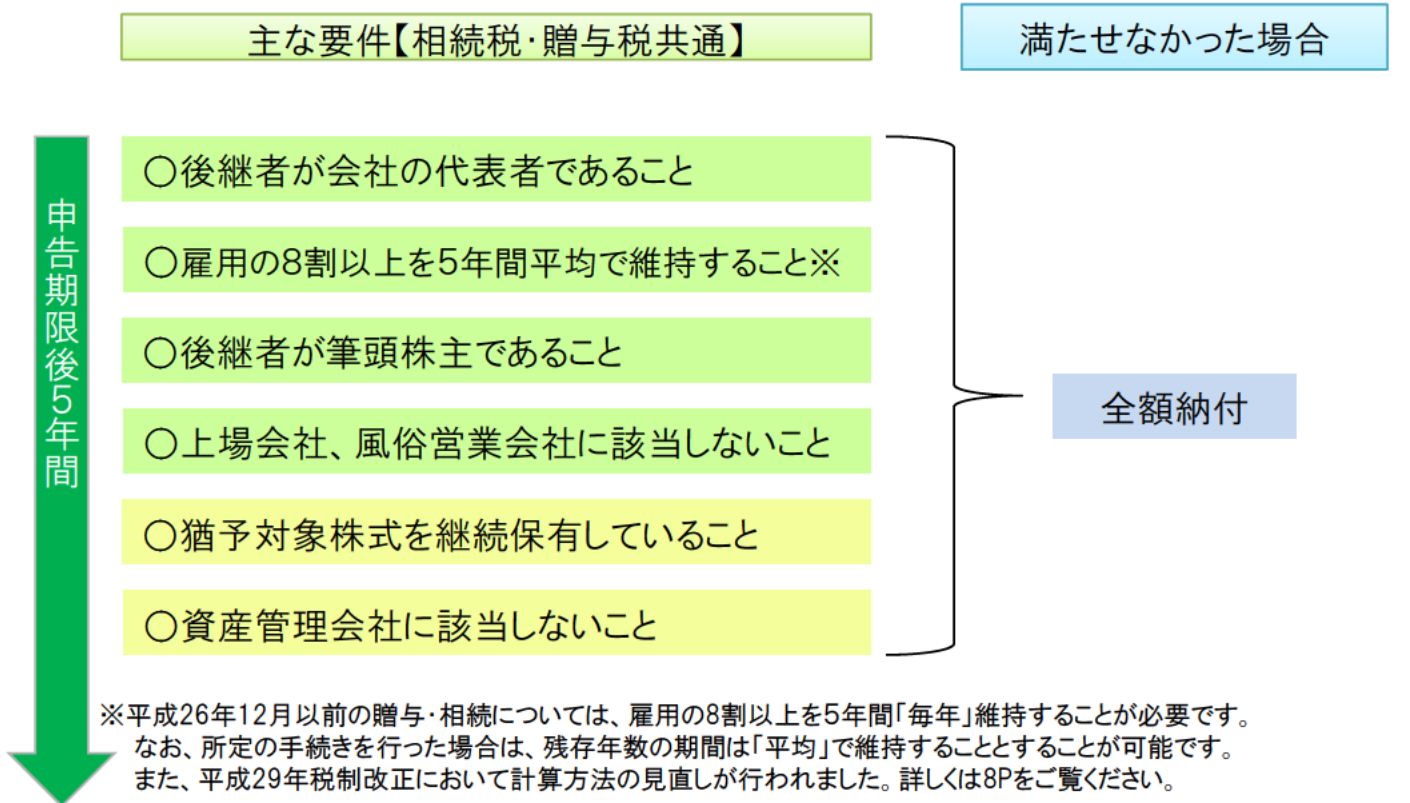 主な要件【相続税・贈与税共通】
満たせなかった場合
申告期限後5年間
○後継者が会社の代表者であること
○雇用の8割以上を5年間平均で維持すること※
○後継者が筆頭株主であること
○上場会社、風俗営業会社に該当しないこと
○猶予対象株式を継続保有していること
○資産管理会社に該当しないこと
全額納付
※平成26年12月以前の贈与・相続については、雇用の8割以上を5年間「毎年」維持することが必要です。
なお、所定の手続きを行った場合は、残存年数の期間は「平均」で維持することとすることが可能です。
また、平成29年税制改正において計算方法の見直しが行われました。詳しくは8Pをご覧ください。